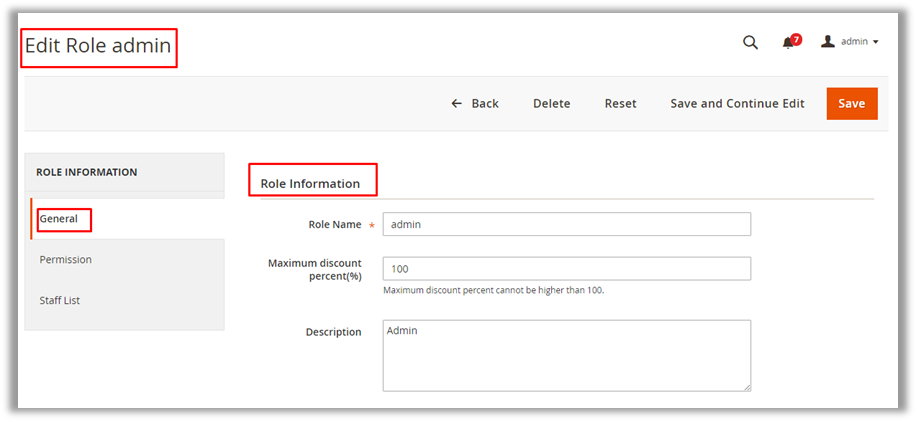 Edit Role admin
7
admin
Back Delete Reset Save and Continue Edit Save
ROLE INFORMATION
General
Permission
Staff List
Role Information
Role Name * admin
Maximum discount
percent(%)
100
Maximum discount percent cannot be higher than 100.
Description
Admin